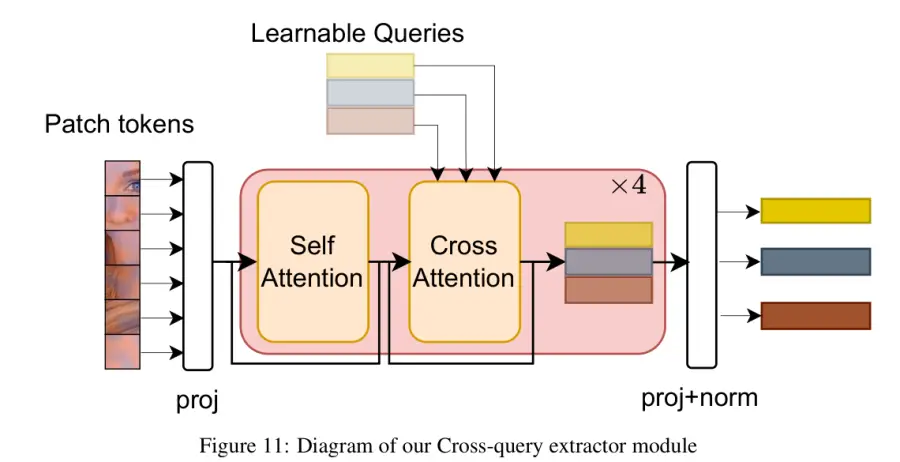 Learnable Queries
Patch tokens
×4
Self
Attention
Cross
Attention
proj
proj+norm
Figure 11: Diagram of our Cross-query extractor module